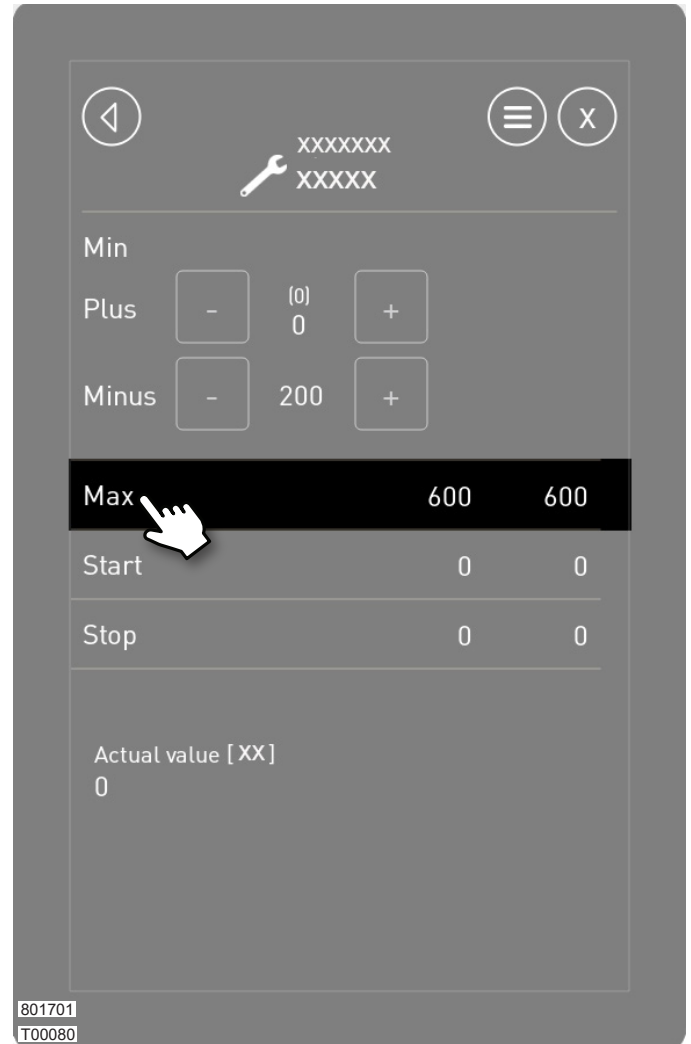 X
XXXXXXX
XXXXX
Min
Plus - (0) +
0
Minus - 200 +
Max 600 600
Start 0 0
Stop 0 0
Actual value [XX]
0
801701
T00080